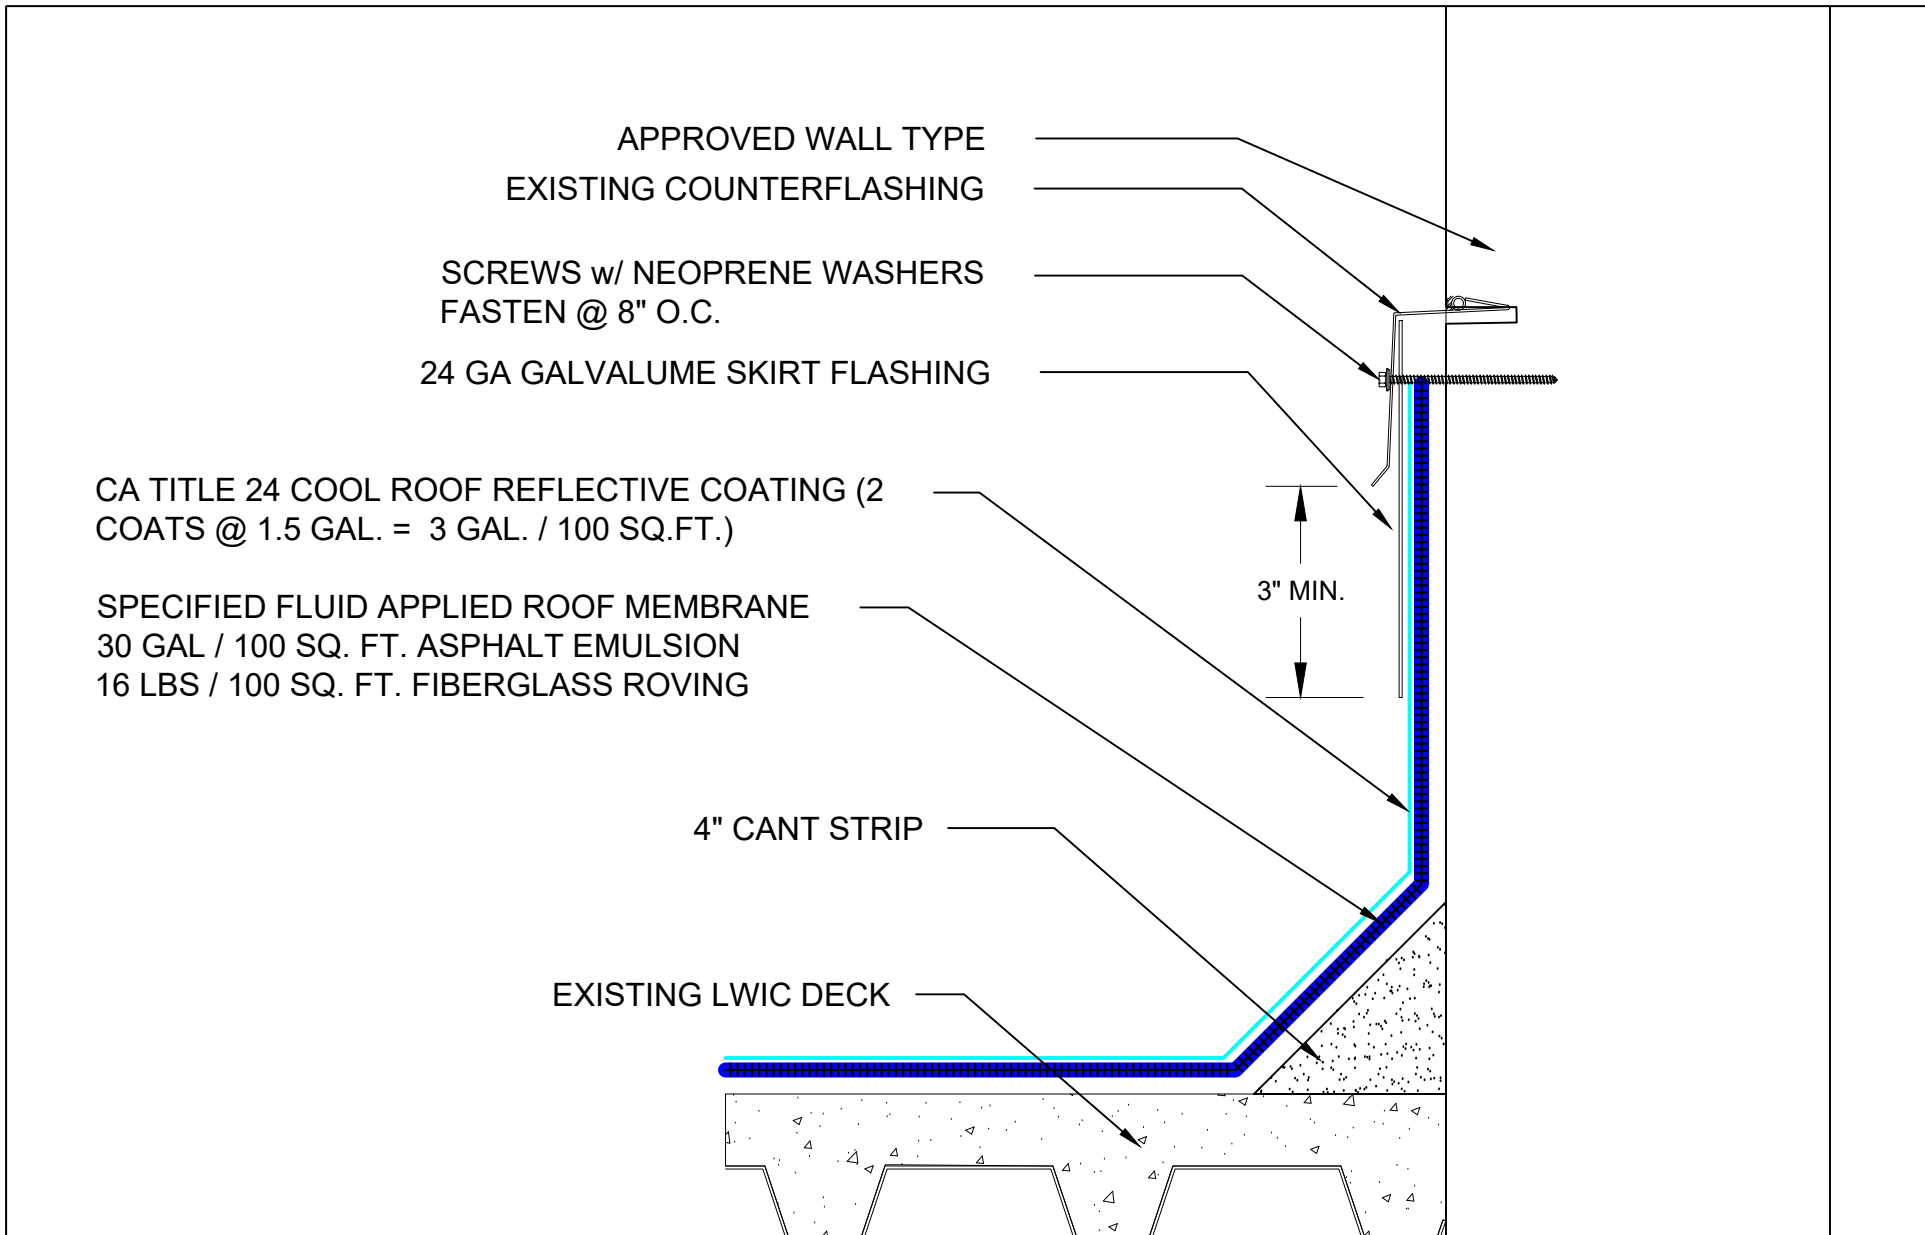 APPROVED WALL TYPE
EXISTING COUNTERFLASHING
SCREWS w/ NEOPRENE WASHERS
FASTEN @ 8" O.C.
24 GA GALVALUME SKIRT FLASHING
CA TITLE 24 COOL ROOF REFLECTIVE COATING (2
COATS @ 1.5 GAL. = 3 GAL. / 100 SQ.FT.)
3" MIN.
SPECIFIED FLUID APPLIED ROOF MEMBRANE
30 GAL / 100 SQ. FT. ASPHALT EMULSION
16 LBS / 100 SQ. FT. FIBERGLASS ROVING
4" CANT STRIP
EXISTING LWIC DECK